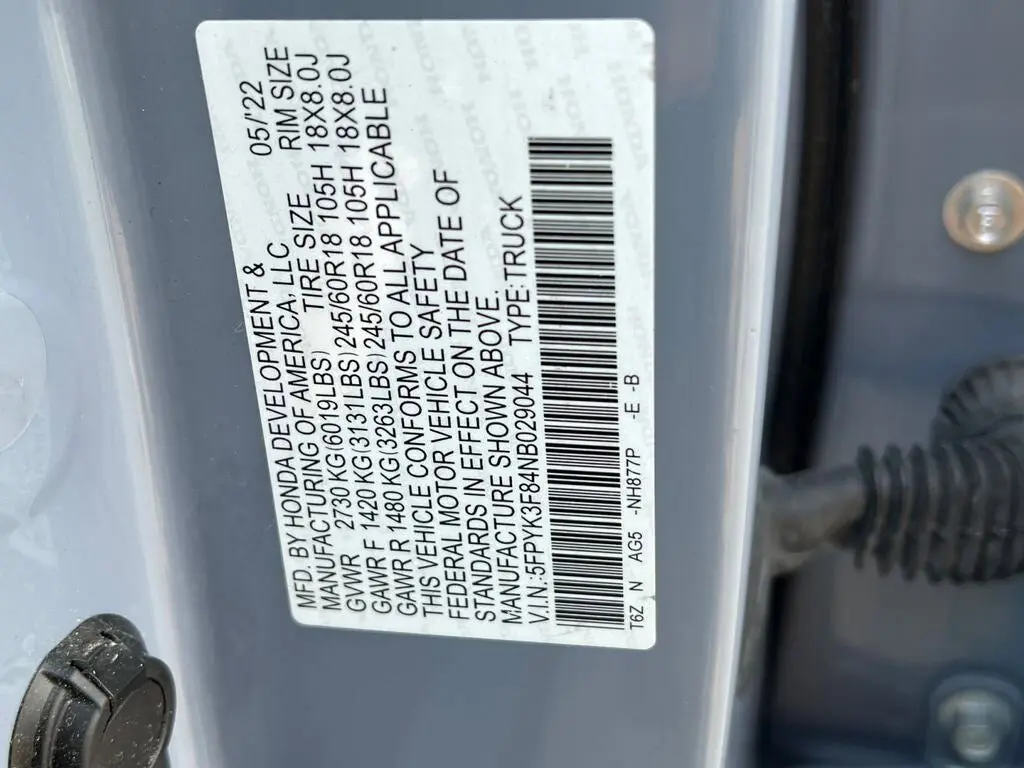 MFD. BY HONDA DEVELOPMENT & 05/'22
MANUFACTURING OF AMERICA, LLC
GVWR 2730 KG(6019LBS) TIRE SIZE RIM SIZE
GAWR F 1420 KG(3131LBS)245/60R18 105H 18X8.0J
GAWR R 1480 KG(3263LBS)245/60R18 105H 18X8.0J
THIS VEHICLE CONFORMS TO ALL APPLICABLE
FEDERAL MOTOR VEHICLE SAFETY
STANDARDS IN EFFECT ON THE DATE OF
MANUFACTURE SHOWN ABOVE.
V.I.N.:5FPYK3F84NB029044 TYPE:TRUCK
T6Z N AG5 -NH877P -E -B
HONDA